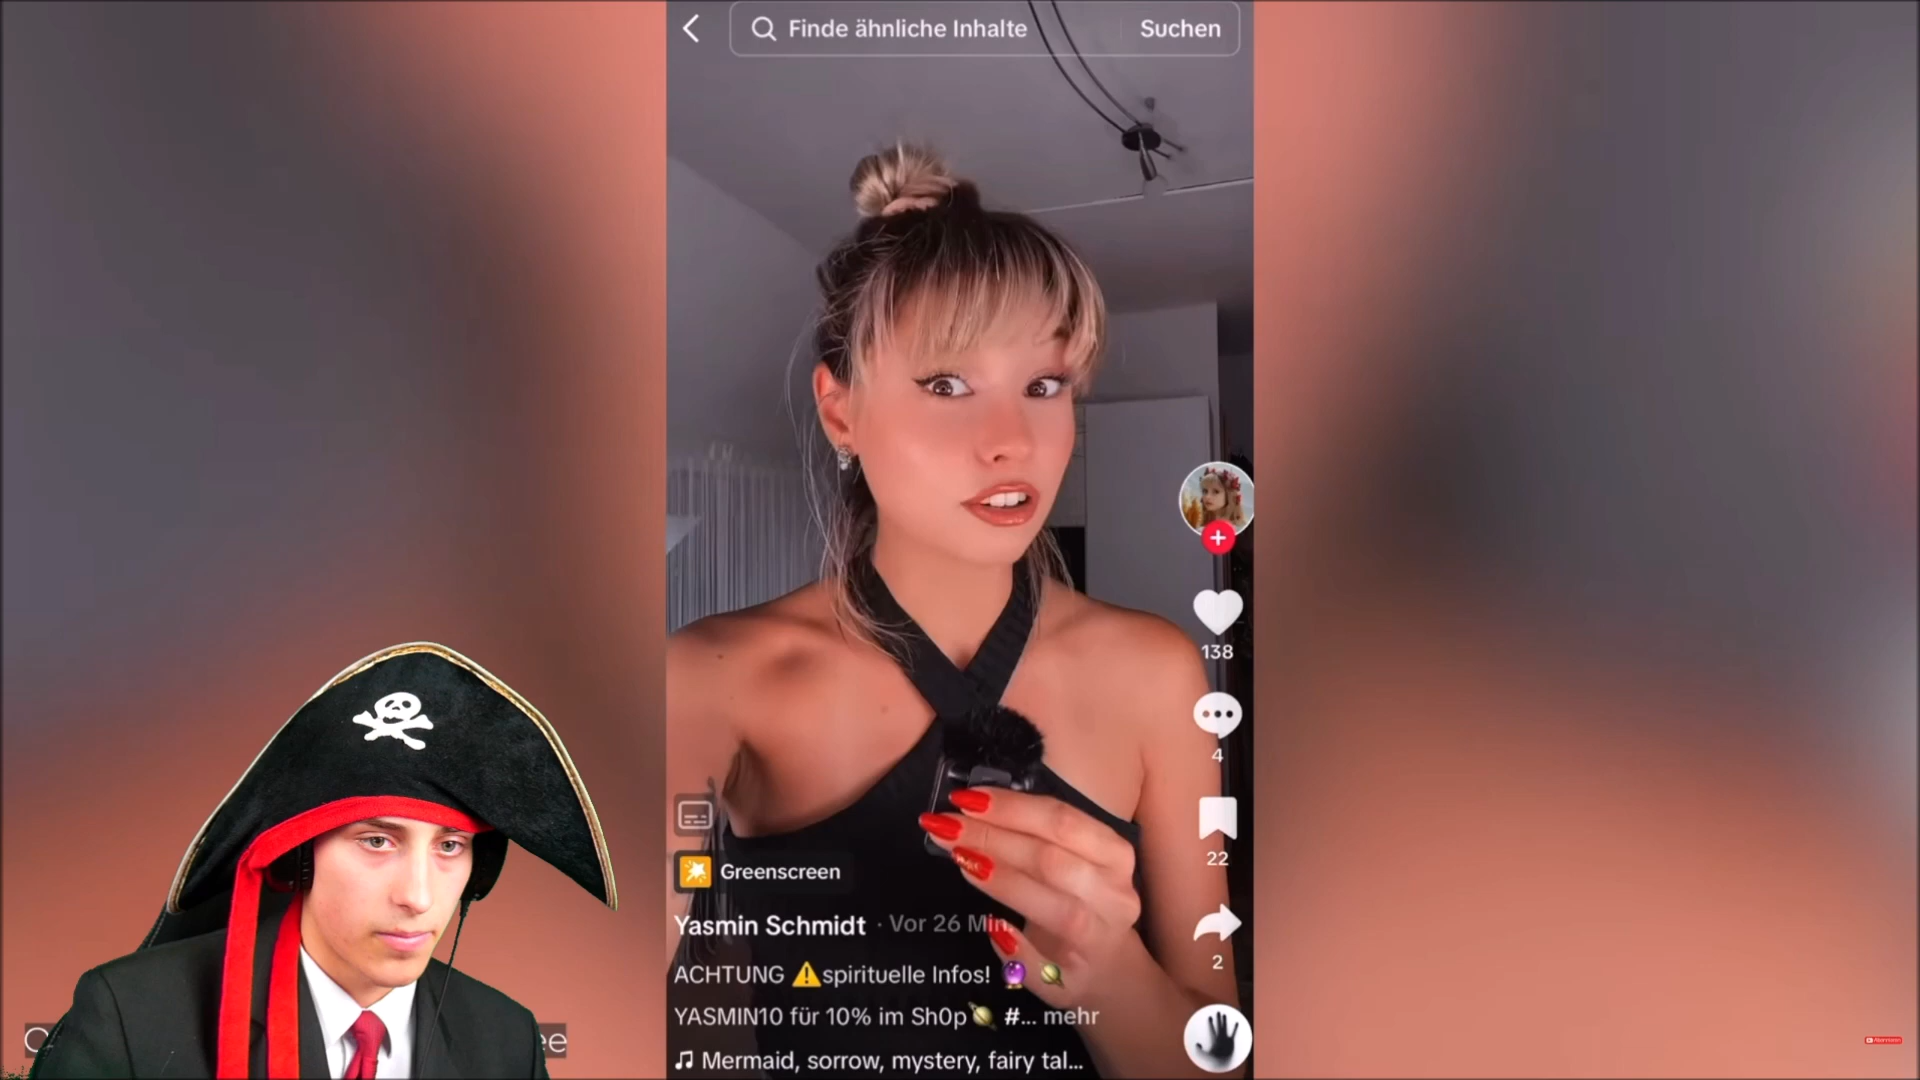 Finde ähnliche Inhalte Suchen
138
4
22
Greenscreen
Yasmin Schmidt · Vor 26 Min.
2
ACHTUNG ⚠️spirituelle Infos! 🔮 🪐
YASMIN10 für 10% im Sh0p🪐 #... mehr
Mermaid, sorrow, mystery, fairy tal...